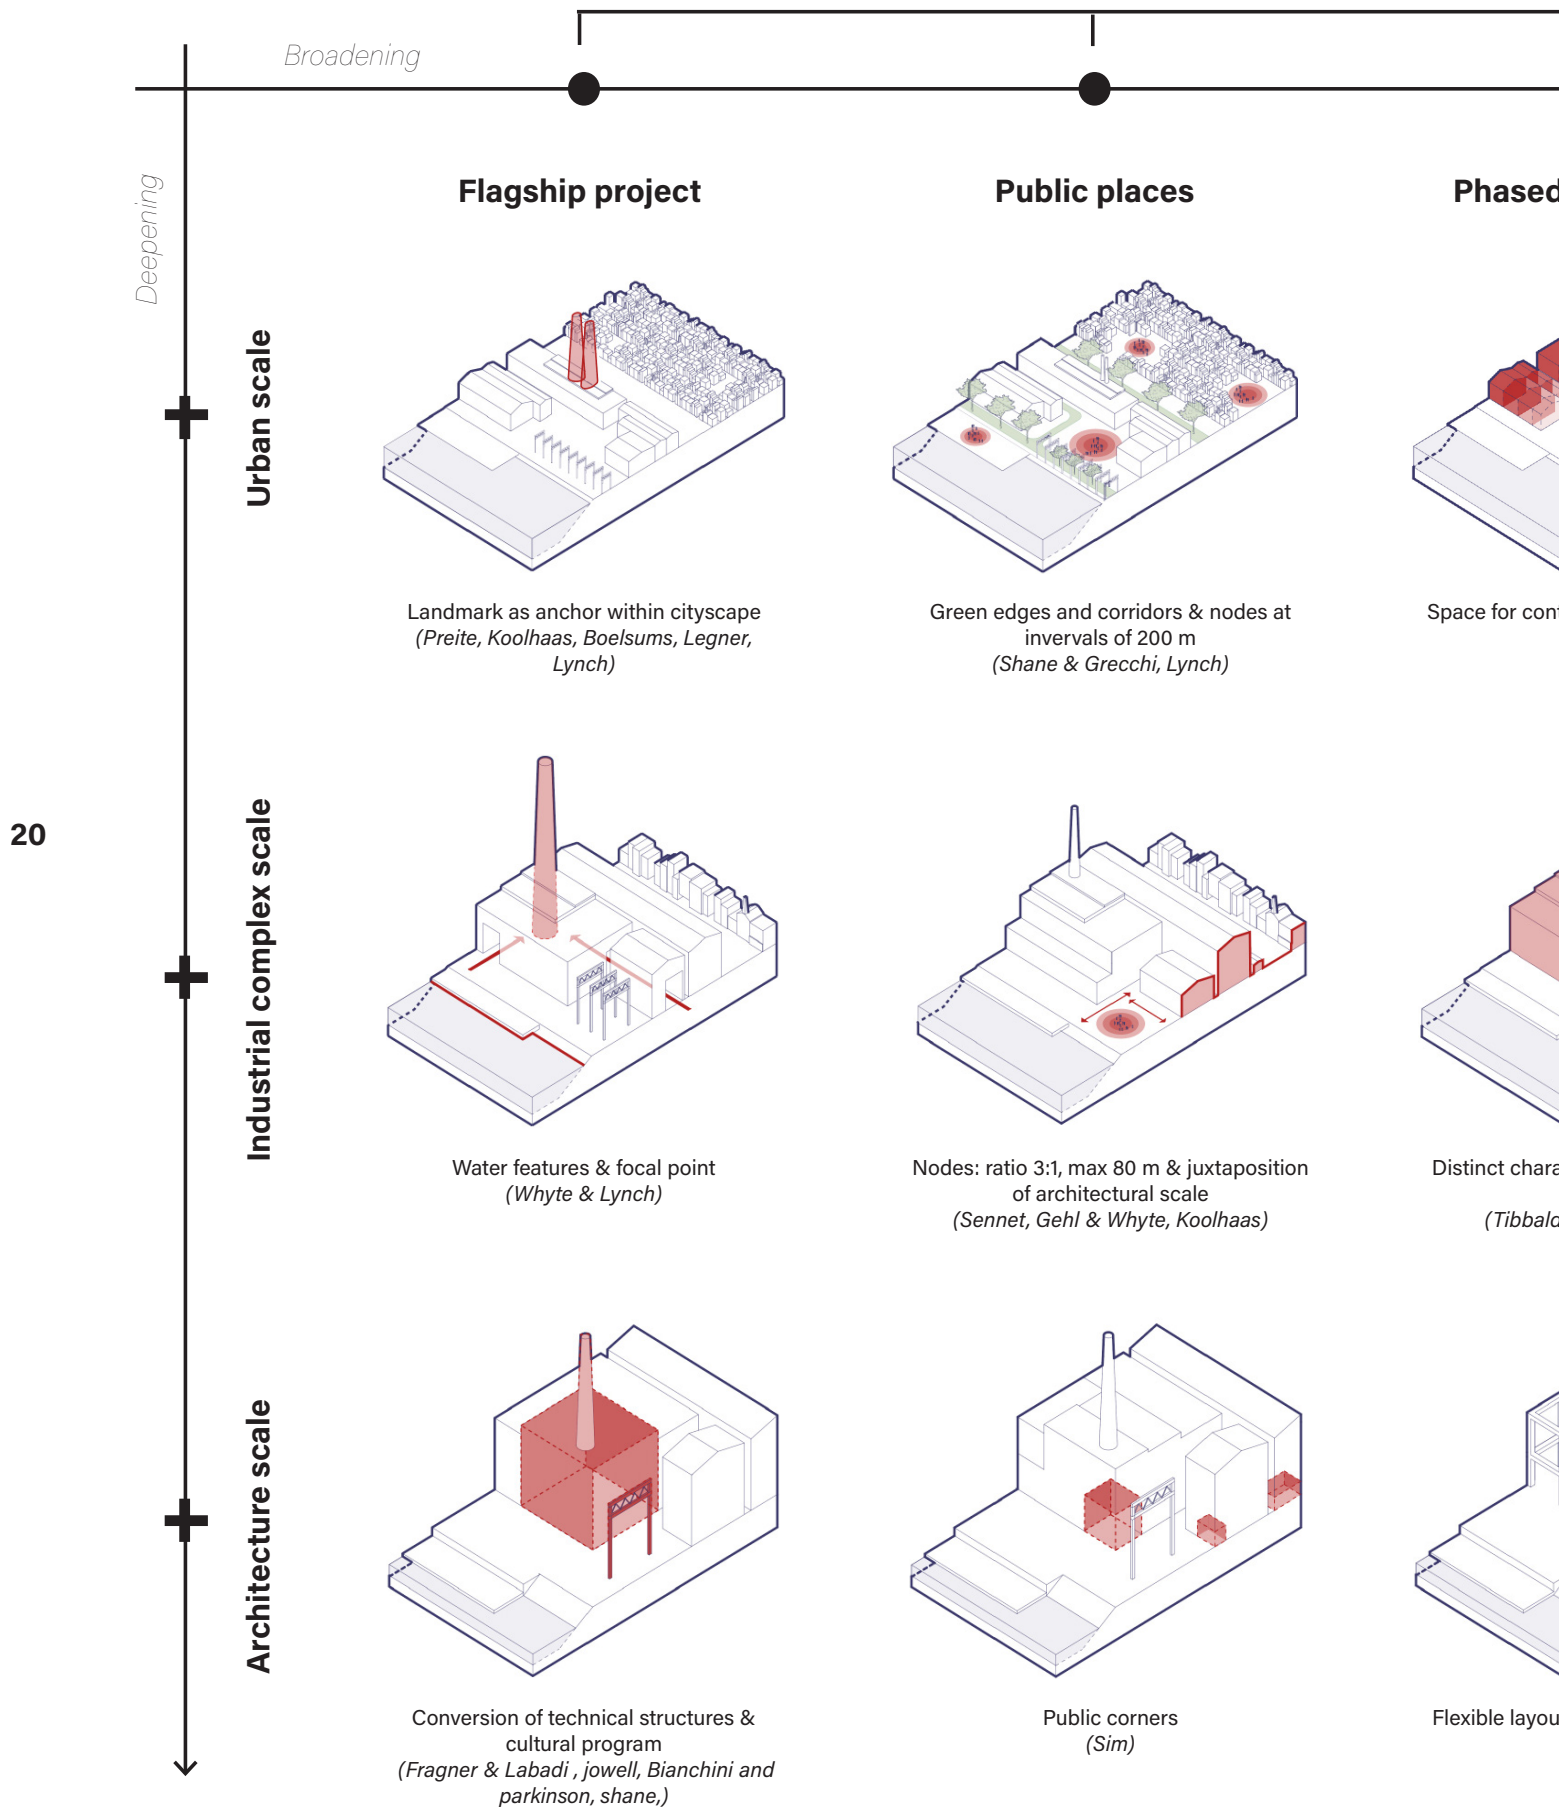 Broadening
Deepening
Flagship project
Public places
Phased
Urban scale
Landmark as anchor within cityscape
(Preite, Koolhaas, Boelsums, Legner,
Lynch)
Green edges and corridors & nodes at
invervals of 200 m
(Shane & Grecchi, Lynch)
Space for
20
Industrial complex scale
Water features & focal point
(Whyte & Lynch)
Nodes: ratio 3:1, max 80 m & juxtaposition
of architectural scale
(Sennet, Gehl & Whyte, Koolhaas)
Distinct
Architecture scale
Conversion of technical structures &
cultural program
(Fragner & Labadi , jowell, Bianchini and
parkinson, shane,)
Public corners
(Sim)
Flexible